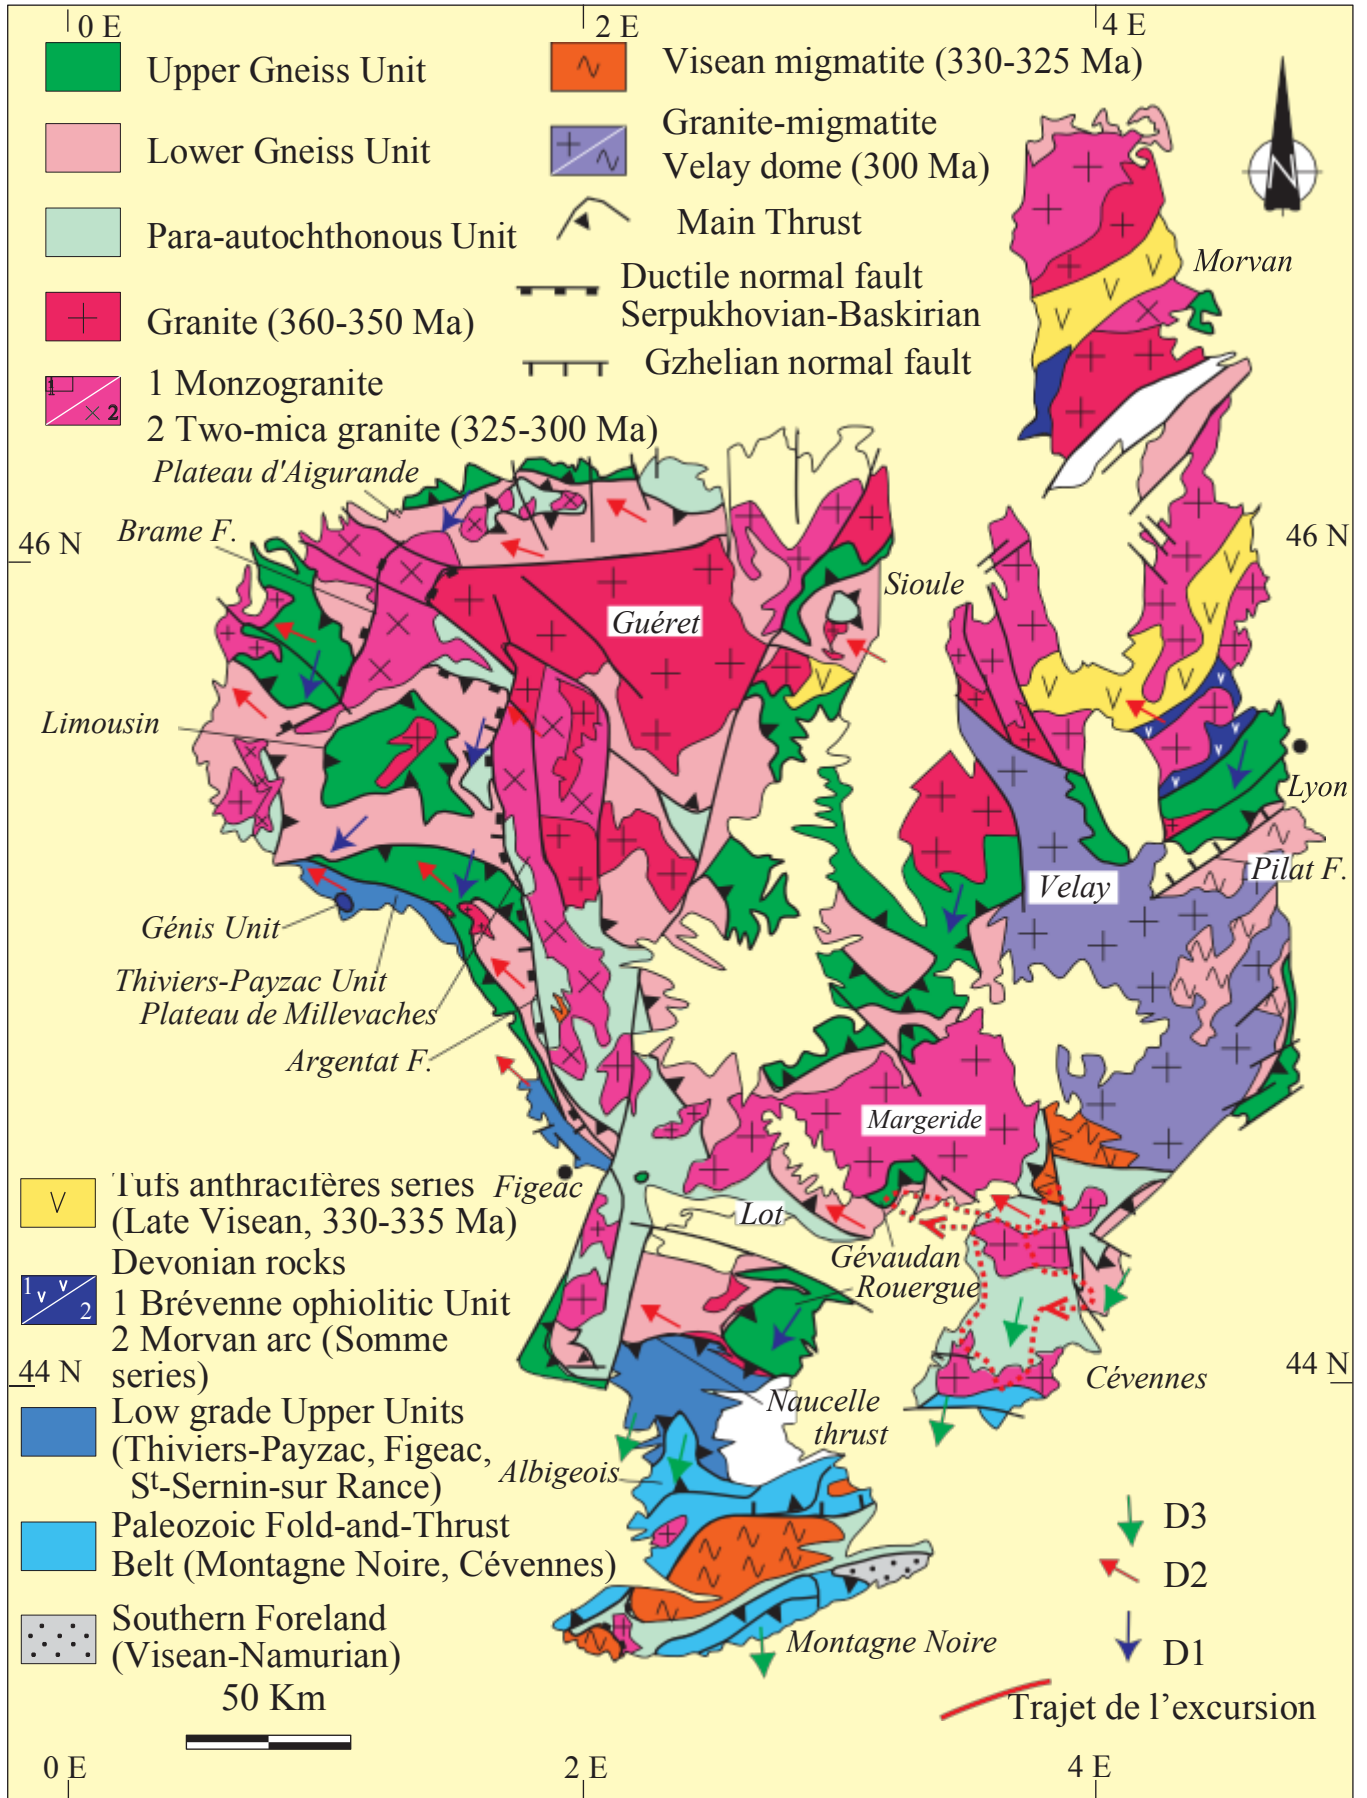 0 E
2 E
4 E
Upper Gneiss Unit
Lower Gneiss Unit
Para-autochthonous Unit
+
Granite (360-350 Ma)
1
× 2
1 Monzogranite
2 Two-mica granite (325-300 Ma)
Visean migmatite (330-325 Ma)
Granite-migmatite
Velay dome (300 Ma)
Main Thrust
Ductile normal fault
Serpukhovian-Baskirian
Gzhelian normal fault
N
Morvan
Plateau d'Aigurande
Brame F.
46 N
46 N
Sioule
Guéret
Limousin
Lyon
Pilat F.
Velay
Génis Unit
Thiviers-Payzac Unit
Plateau de Millevaches
Argentat F.
Margeride
Figeac
Lot
Gévaudan
Rouergue
Cévennes
Naucelle
thrust
Albigeois
Montagne Noire
V
Tufs anthracifères series
(Late Visean, 330-335 Ma)
1 v v 2
Devonian rocks
1 Brévenne ophiolitic Unit
2 Morvan arc (Somme
series)
44 N
44 N
Low grade Upper Units
(Thiviers-Payzac, Figeac,
St-Sernin-sur Rance)
Paleozoic Fold-and-Thrust
Belt (Montagne Noire, Cévennes)
Southern Foreland
(Visean-Namurian)
50 Km
D3
D2
D1
Trajet de l’excursion
0 E
2 E
4 E